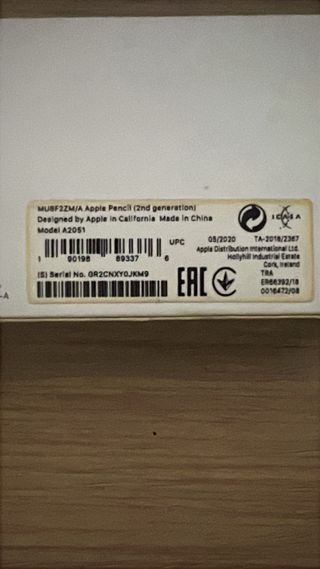 MU8F2ZM/A Apple Pencil (2nd generation)
Designed by Apple in California Made in China
Model A2051
1 90198 89337 6
UPC
(S) Serial No. GR2CNXY0JKM9
EAC
05/2020 TA-2018/2367
Apple Distribution International Ltd.
Hollyhill Industrial Estate
Cork, Ireland
TRA
ER66392/18
0016472/08
-A